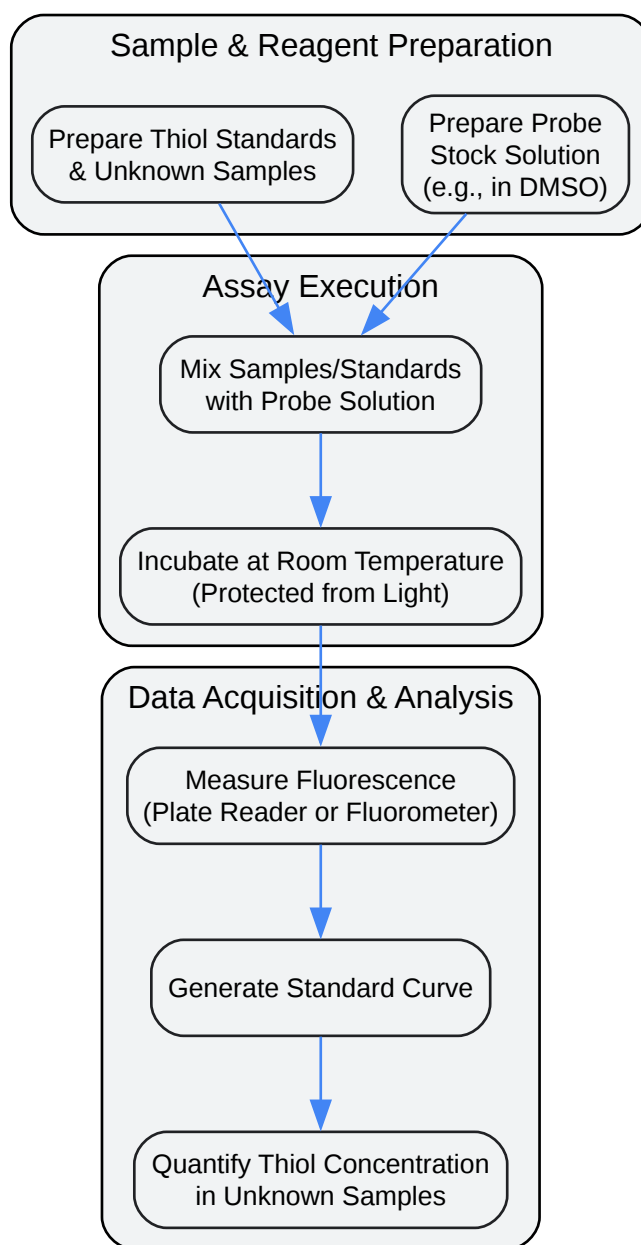 Sample & Reagent Preparation
Prepare Thiol Standards
& Unknown Samples
Prepare Probe
Stock Solution
(e.g., in DMSO)
Assay Execution
Mix Samples/Standards
with Probe Solution
Incubate at Room Temperature
(Protected from Light)
Data Acquisition & Analysis
Measure Fluorescence
(Plate Reader or Fluorometer)
Generate Standard Curve
Quantify Thiol Concentration
in Unknown Samples